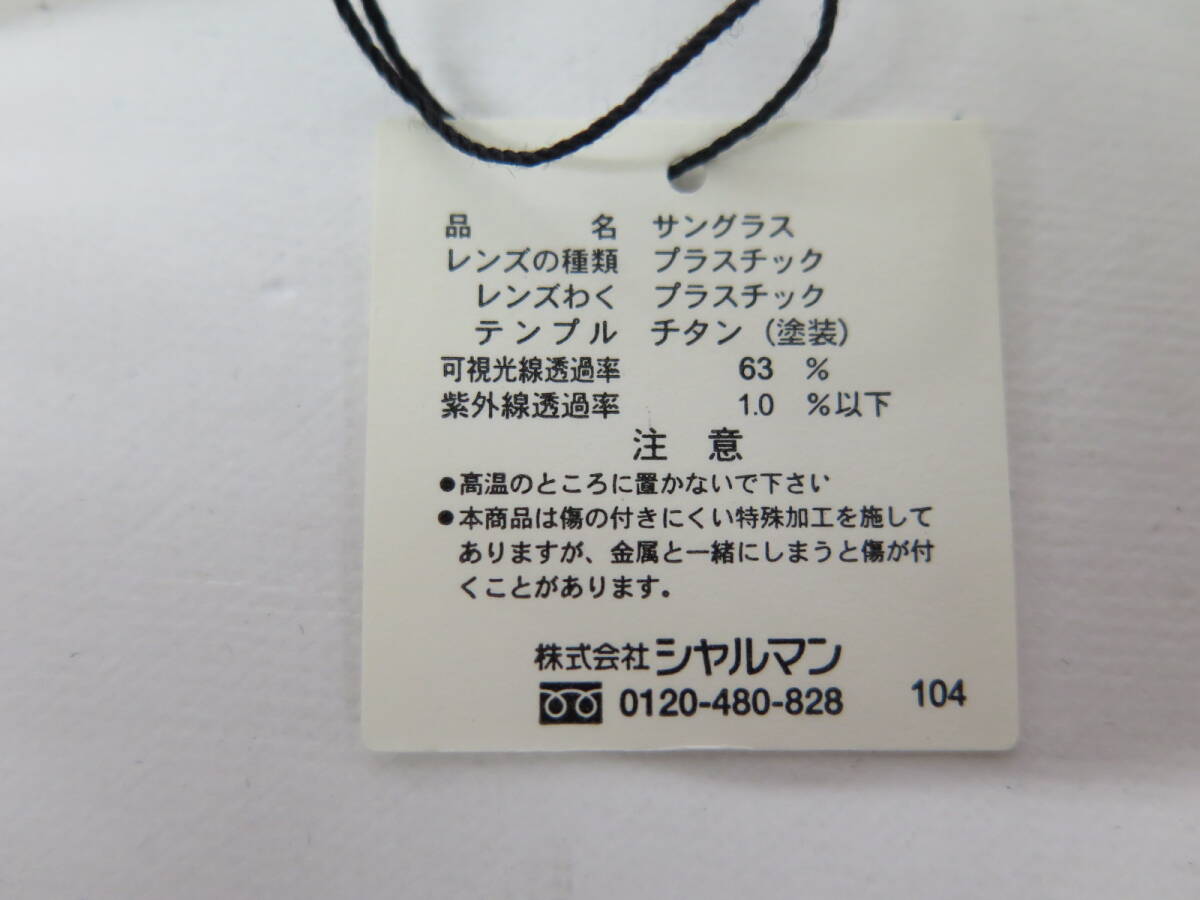 品　　　　名　サングラス
レンズの種類　プラスチック
レンズわく　プラスチック
テンプル　チタン（塗装）
可視光線透過率　63　%
紫外線透過率　1.0　%以下
注　意
●高温のところに置かないで下さい
●本商品は傷の付きにくい特殊加工を施して
ありますが、金属と一緒にしまうと傷が付
くことがあります。
株式会社シャルマン
0120-480-828　104